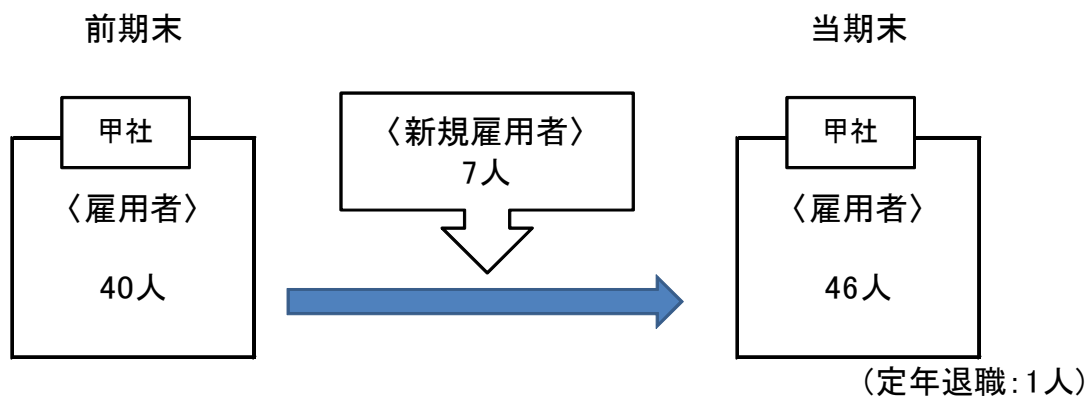 前期末
当期末
甲社
〈雇用者〉
40人
〈新規雇用者〉
7人
甲社
〈雇用者〉
46人
(定年退職:1人)